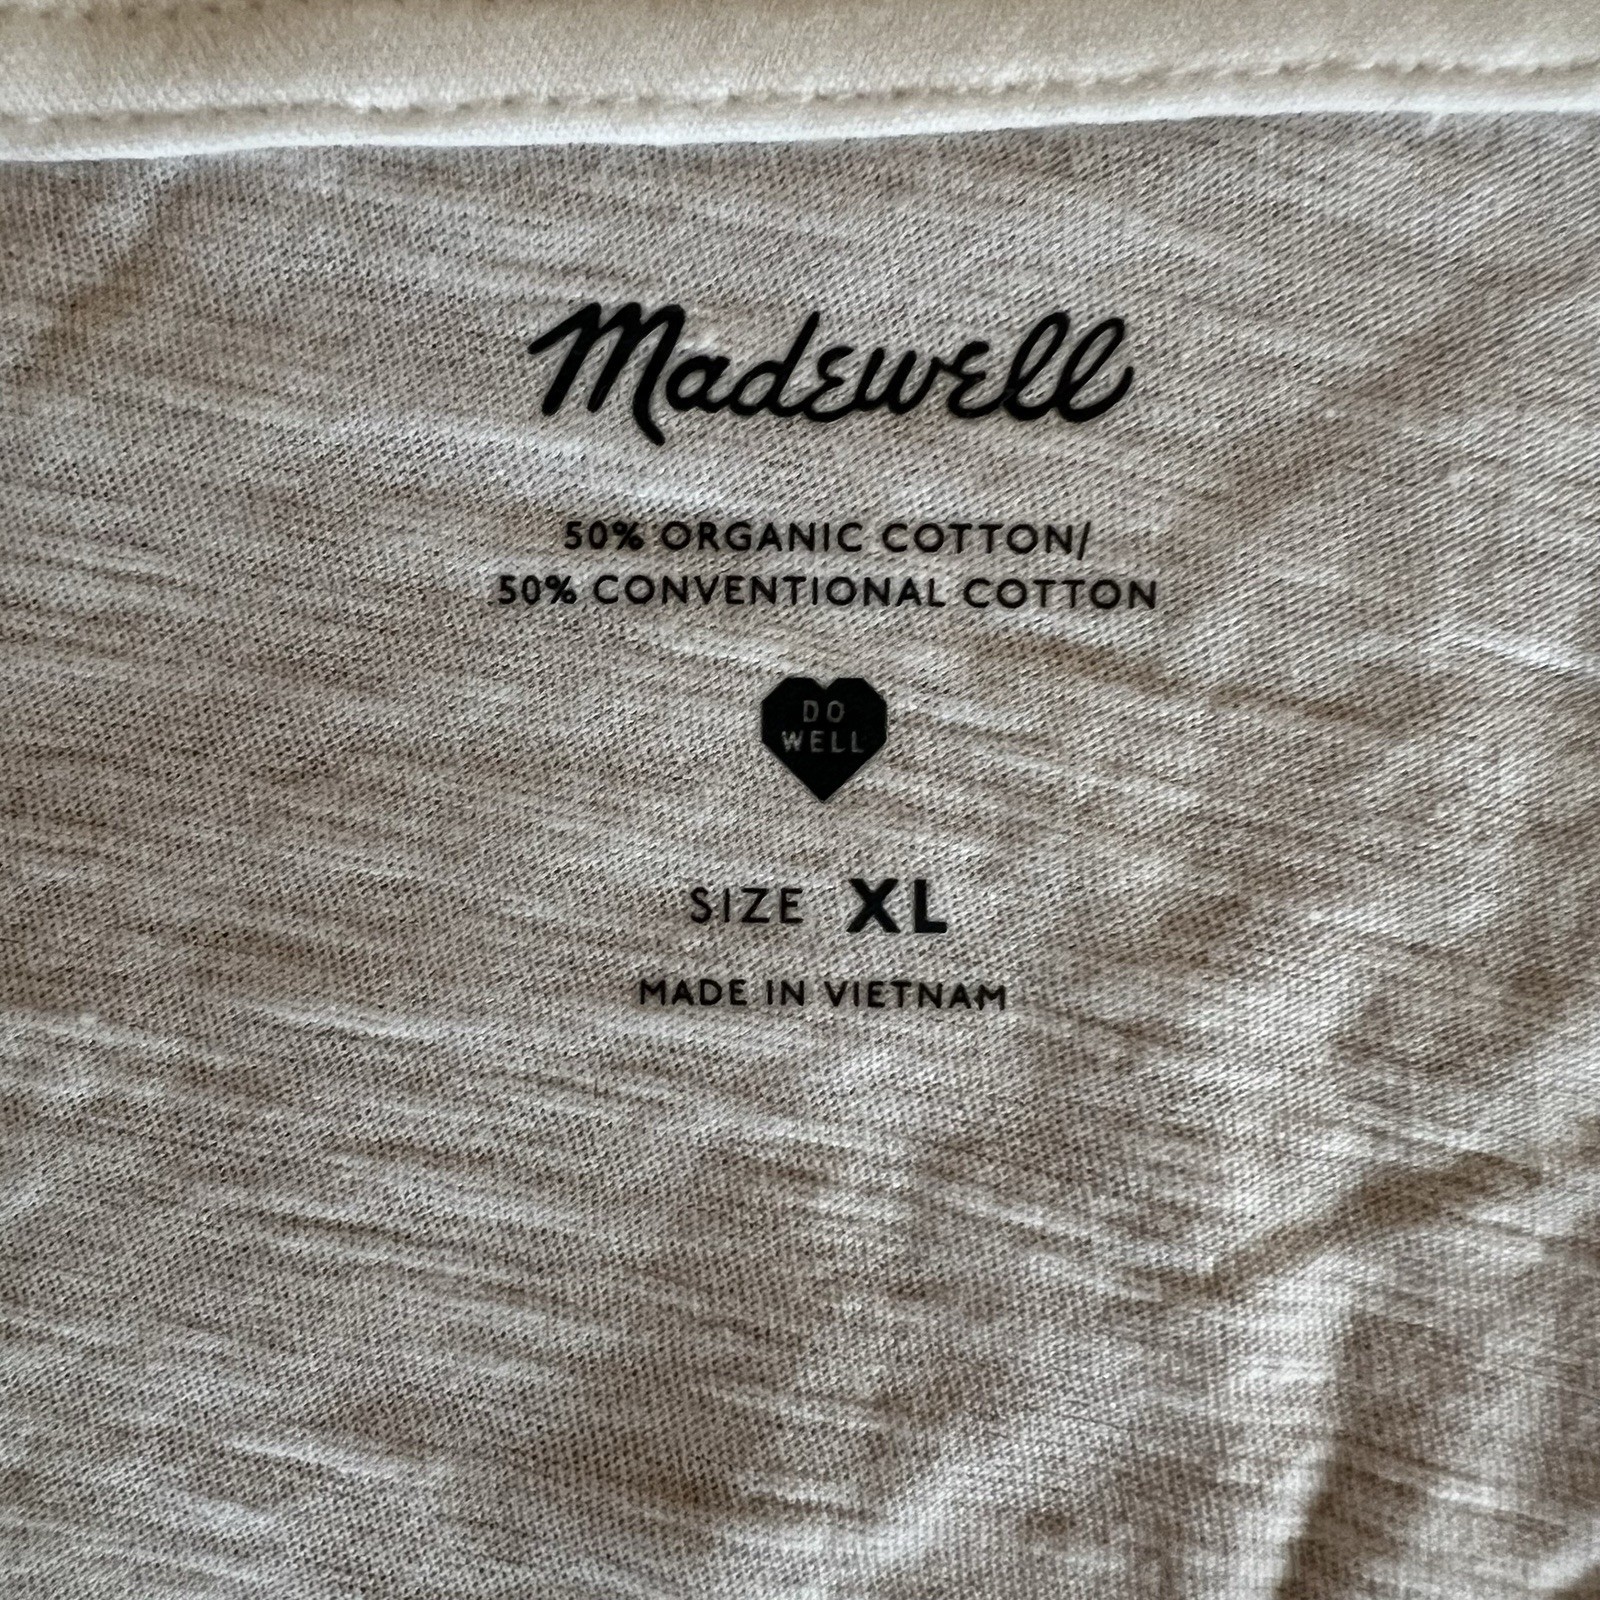 Madewell
50% ORGANIC COTTON/
50% CONVENTIONAL COTTON
DO
WELL
SIZE XL
MADE IN VIETNAM